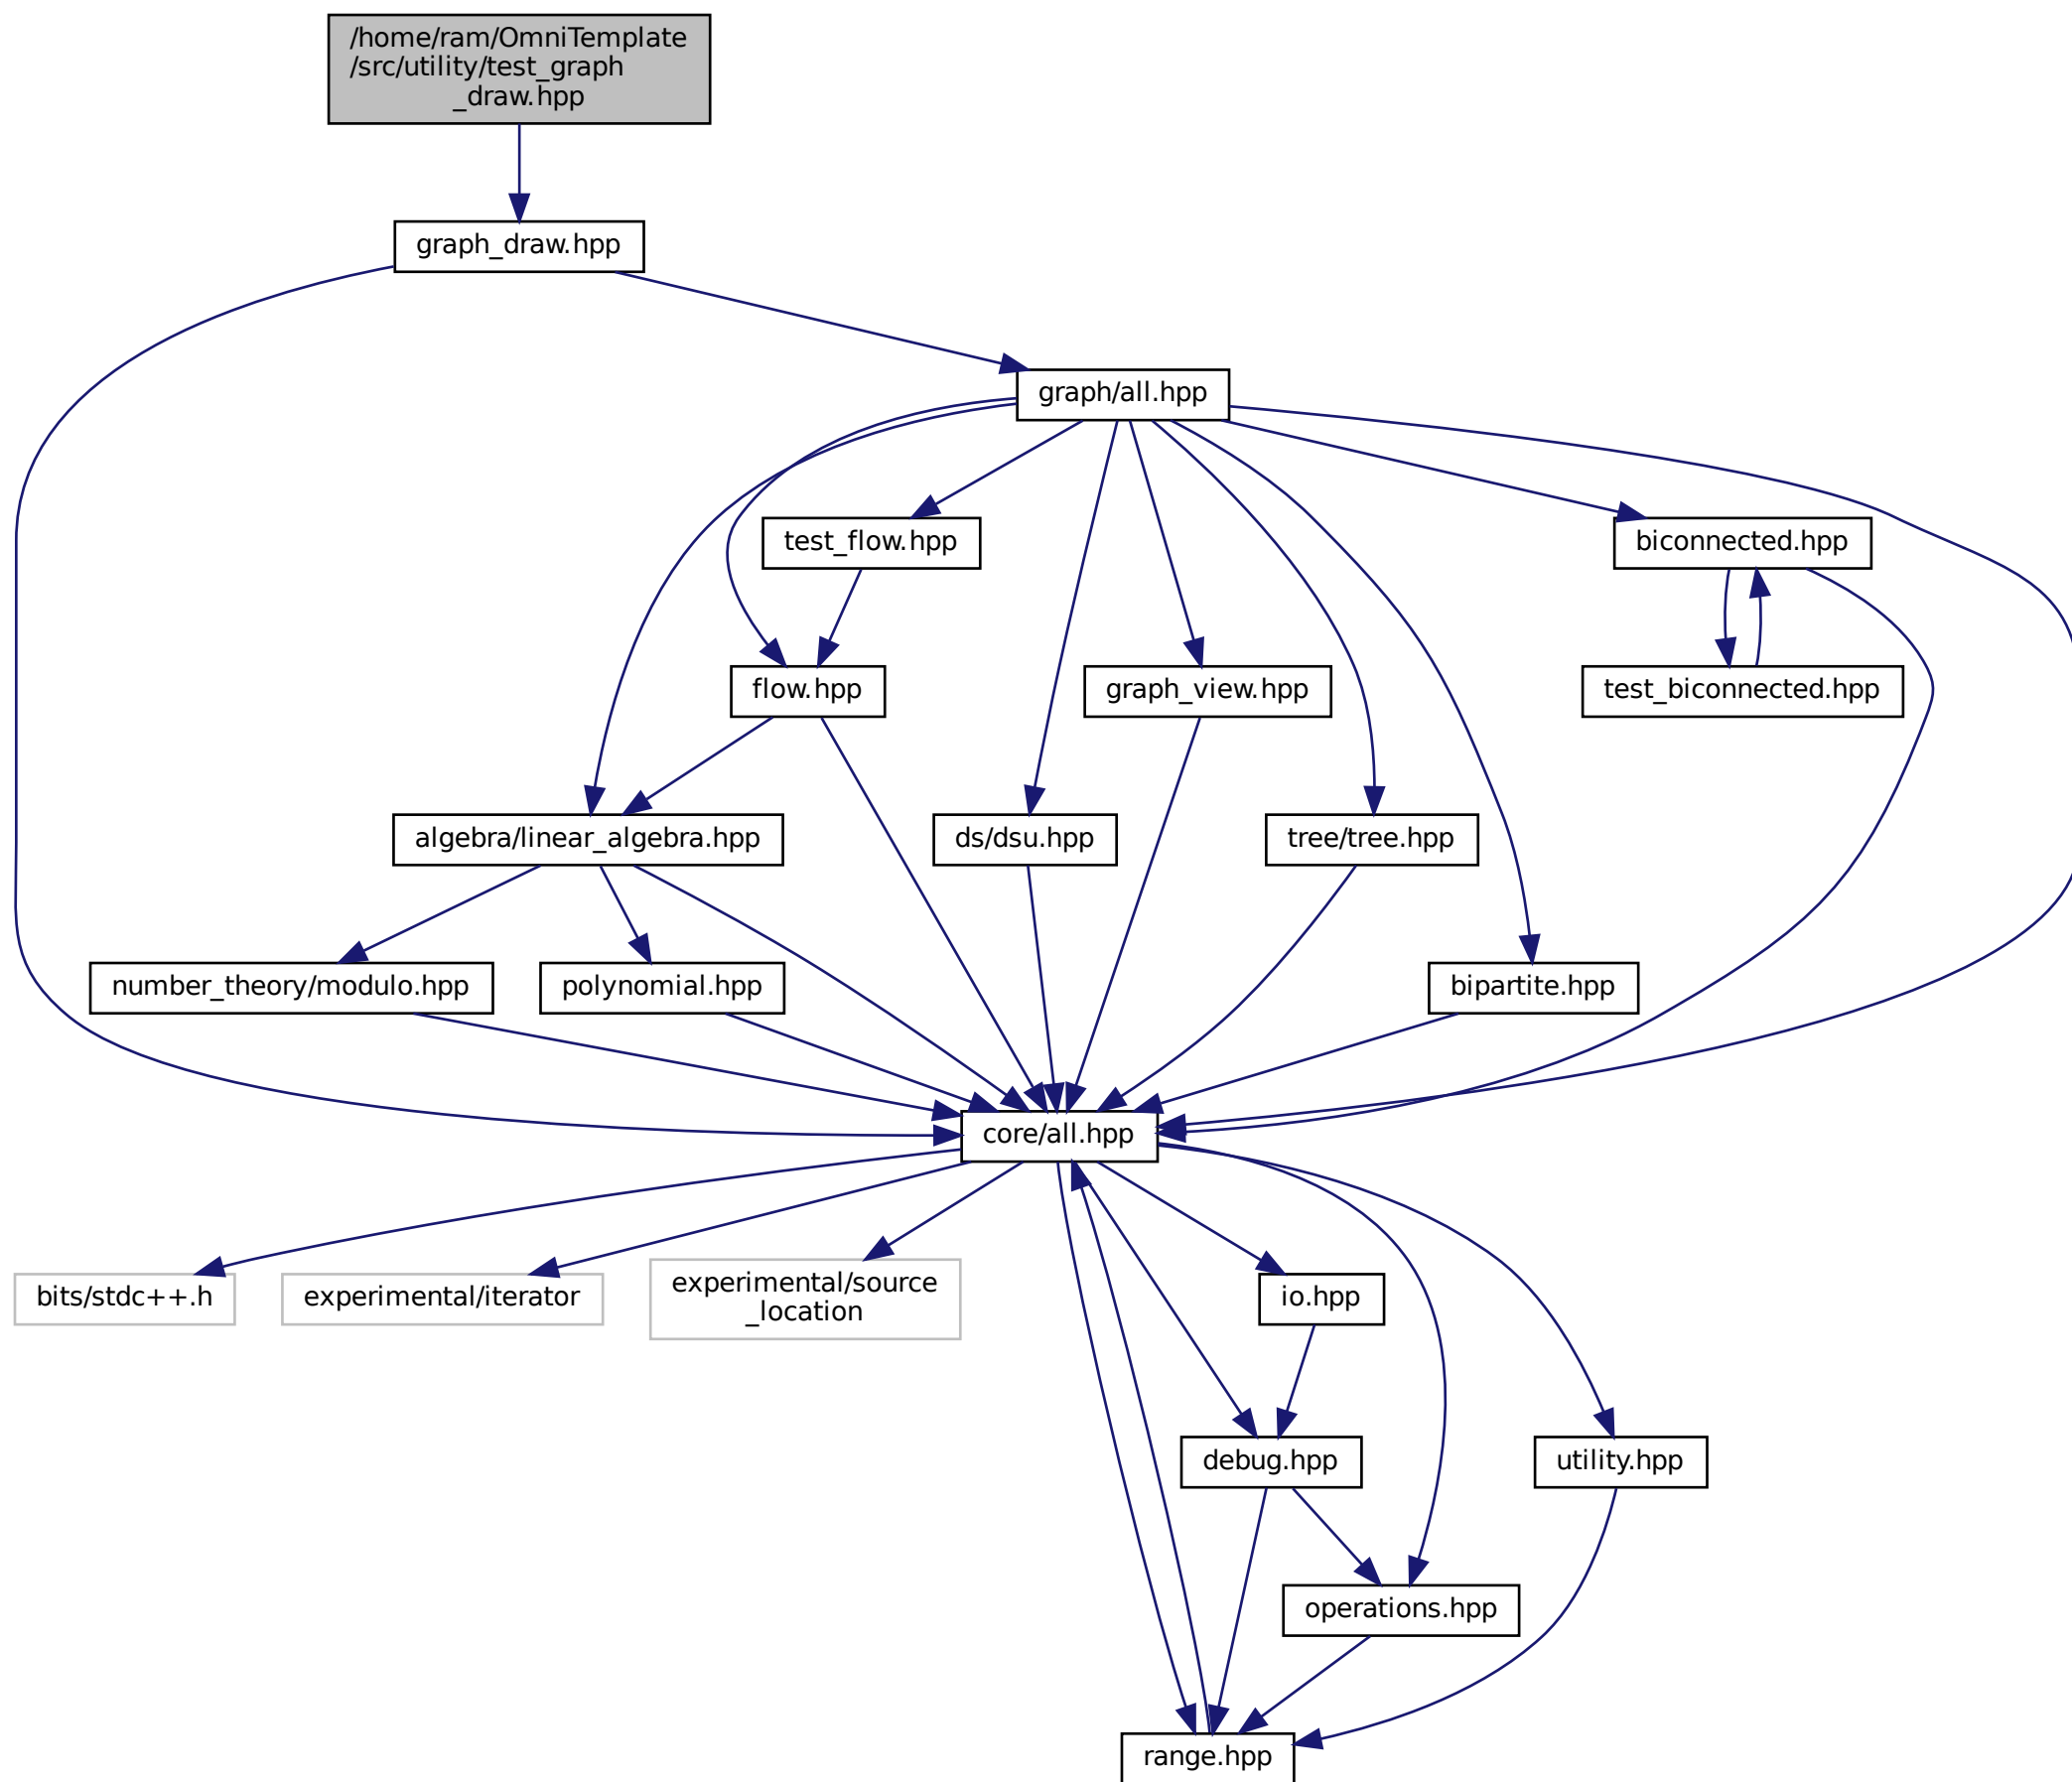 /home/ram/OmniTemplate
/src/utility/test_graph
_draw.hpp
graph_draw.hpp
graph/all.hpp
test_flow.hpp
biconnected.hpp
flow.hpp
graph_view.hpp
test_biconnected.hpp
algebra/linear_algebra.hpp
ds/dsu.hpp
tree/tree.hpp
number_theory/modulo.hpp
polynomial.hpp
bipartite.hpp
core/all.hpp
bits/stdc++.h
experimental/iterator
experimental/source
_location
io.hpp
debug.hpp
utility.hpp
operations.hpp
range.hpp